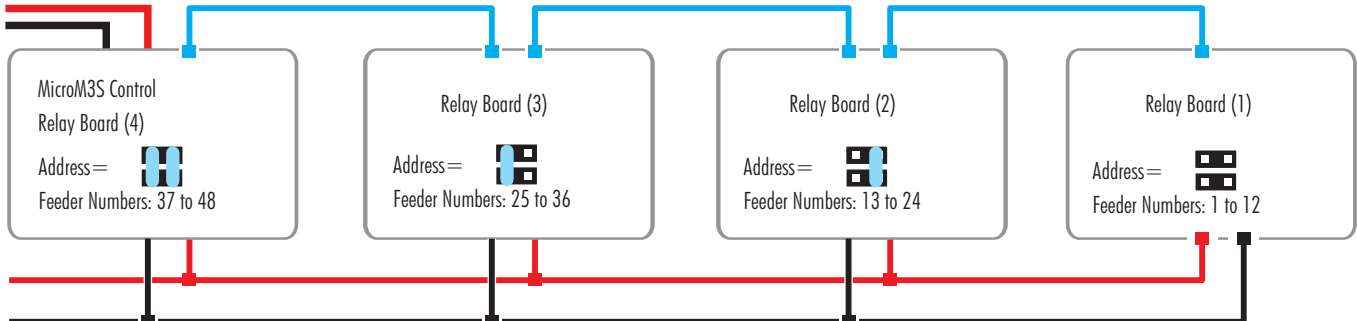 MicroM3S Control
Relay Board (4)
Address=
Feeder Numbers: 37 to 48
Relay Board (3)
Address=
Feeder Numbers: 25 to 36
Relay Board (2)
Address=
Feeder Numbers: 13 to 24
Relay Board (1)
Address=
Feeder Numbers: 1 to 12